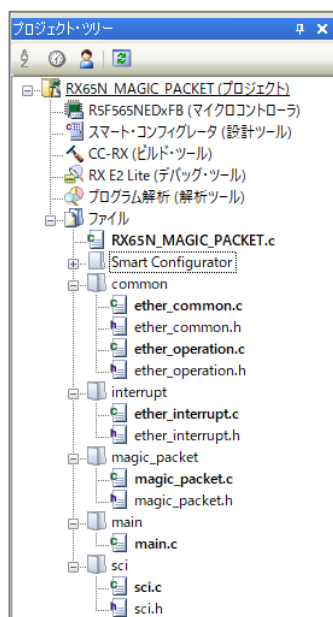 プロジェクト・ツリー
RX65N_MAGIC_PACKET (プロジェクト)
R5F565NEDxFB (マイクロコントローラ)
スマート・コンフィグレータ (設計ツール)
CC-RX (ビルド・ツール)
RX E2 Lite (デバッグ・ツール)
プログラム解析 (解析ツール)
ファイル
RX65N_MAGIC_PACKET.c
Smart Configurator
common
ether_common.c
ether_common.h
ether_operation.c
ether_operation.h
interrupt
ether_interrupt.c
ether_interrupt.h
magic_packet
magic_packet.c
magic_packet.h
main
main.c
sci
sci.c
sci.h